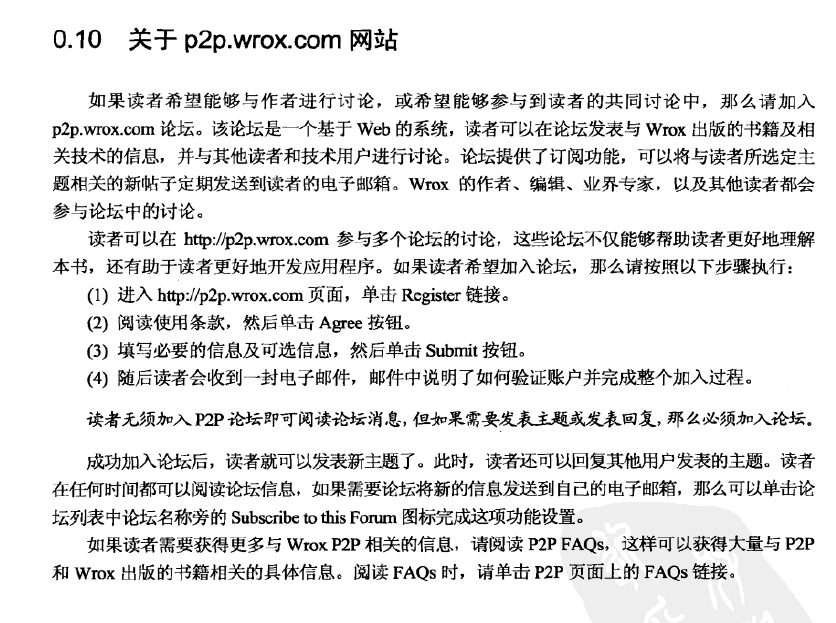 0.10 关于 p2p.wrox.com 网站
如果读者希望能够与作者进行讨论，或希望能够参与到读者的共同讨论中，那么请加入
p2p.wrox.com 论坛。该论坛是一个基于 Web 的系统，读者可以在论坛发表与 Wrox 出版的书籍及相
关技术的信息，并与其他读者和技术用户进行讨论。论坛提供了订阅功能，可以将与读者所选定主
题相关的新帖子定期发送到读者的电子邮箱。Wrox 的作者、编辑、业界专家，以及其他读者都会
参与论坛中的讨论。
读者可以在 http://p2p.wrox.com 参与多个论坛的讨论，这些论坛不仅能够帮助读者更好地理解
本书，还有助于读者更好地开发应用程序。如果读者希望加入论坛，那么请按照以下步骤执行：
(1) 进入 http://p2p.wrox.com 页面，单击 Register 链接。
(2) 阅读使用条款，然后单击 Agree 按钮。
(3) 填写必要的信息及可选信息，然后单击 Submit 按钮。
(4) 随后读者会收到一封电子邮件，邮件中说明了如何验证账户并完成整个加入过程。
读者无须加入 P2P 论坛即可阅读论坛消息，但如果需要发表主题或发表回复，那么必须加入论坛。
成功加入论坛后，读者就可以发表新主题了。此时，读者还可以回复其他用户发表的主题。读者
在任何时间都可以阅读论坛信息，如果需要论坛将新的信息发送到自己的电子邮箱，那么可以单击论
坛列表中论坛名称旁的 Subscribe to this Forum 图标完成这项功能设置。
如果读者需要获得更多与 Wrox P2P 相关的信息，请阅读 P2P FAQs，这样可以获得大量与 P2P
和 Wrox 出版的书籍相关的具体信息。阅读 FAQs 时，请单击 P2P 页面上的 FAQs 链接。